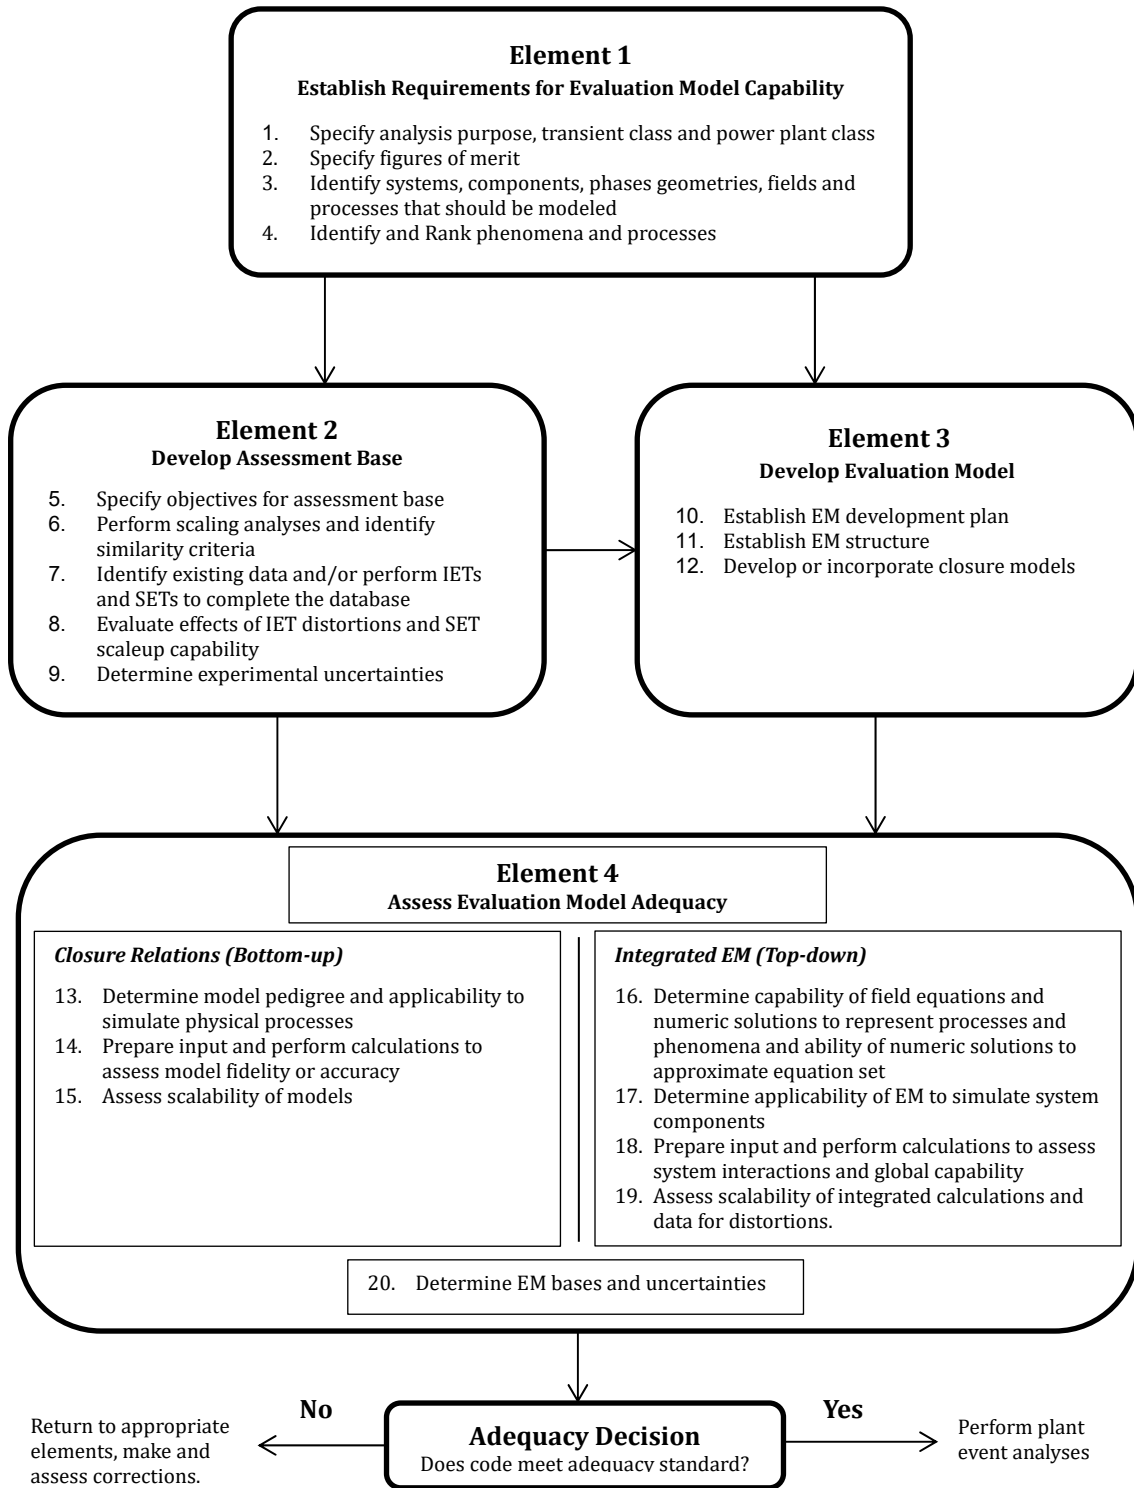 Element 1
Establish Requirements for Evaluation Model Capability
1. Specify analysis purpose, transient class and power plant class
2. Specify figures of merit
3. Identify systems, components, phases geometries, fields and
processes that should be modeled
4. Identify and Rank phenomena and processes
Element 2
Develop Assessment Base
5. Specify objectives for assessment base
6. Perform scaling analyses and identify
similarity criteria
7. Identify existing data and/or perform IETs
and SETs to complete the database
8. Evaluate effects of IET distortions and SET
scaleup capability
9. Determine experimental uncertainties
Element 3
Develop Evaluation Model
10. Establish EM development plan
11. Establish EM structure
12. Develop or incorporate closure models
Element 4
Assess Evaluation Model Adequacy
Closure Relations (Bottom-up)
13. Determine model pedigree and applicability to
simulate physical processes
14. Prepare input and perform calculations to
assess model fidelity or accuracy
15. Assess scalability of models
Integrated EM (Top-down)
16. Determine capability of field equations and
numeric solutions to represent processes and
phenomena and ability of numeric solutions to
approximate equation set
17. Determine applicability of EM to simulate system
components
18. Prepare input and perform calculations to assess
system interactions and global capability
19. Assess scalability of integrated calculations and
data for distortions.
20. Determine EM bases and uncertainties
No
Return to appropriate
elements, make and
assess corrections.
Adequacy Decision
Does code meet adequacy standard?
Yes
Perform plant
event analyses